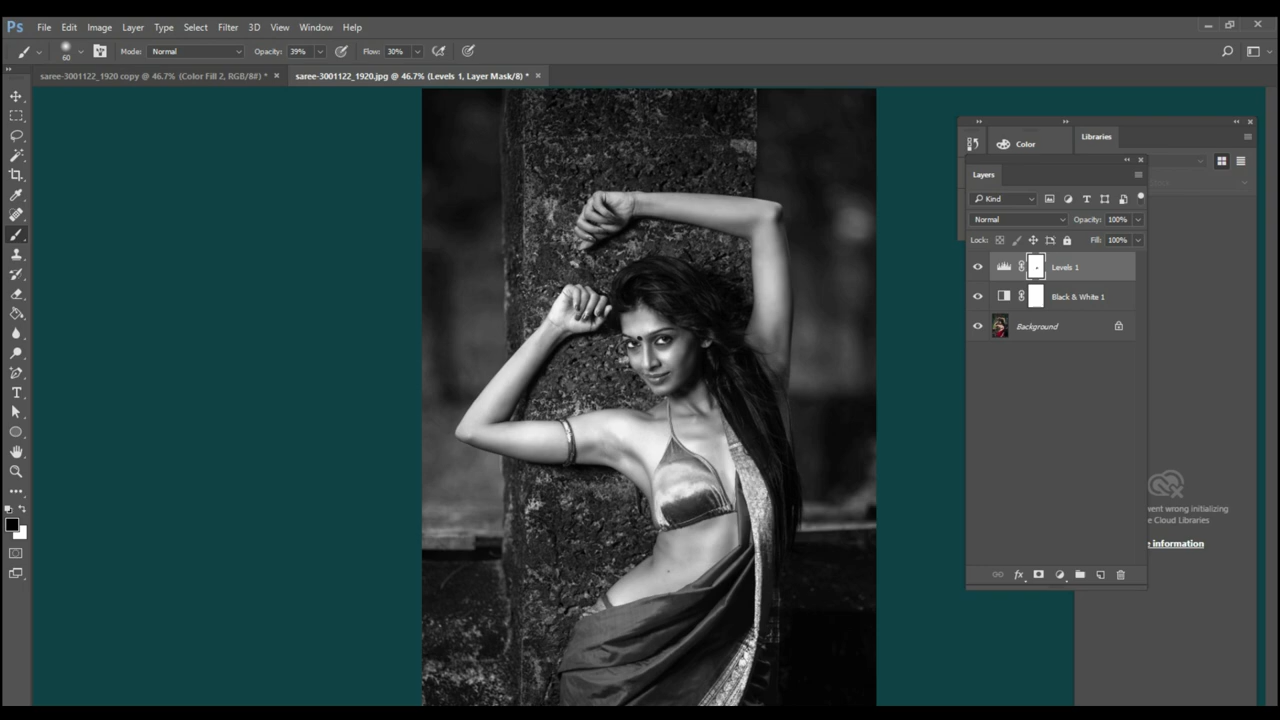 Ps File Edit Image Layer Type Select Filter 3D View Window Help
60 Mode: Normal Opacity: 39% Flow: 30%
saree-3001122_1920 copy @ 46.7% (Color Fill 2, RGB/8#) * × saree-3001122_1920.jpg @ 46.7% (Levels 1, Layer Mask/8) * ×
Color Libraries
Layers
Kind
Normal Opacity: 100%
Lock: Fill: 100%
Levels 1
Black & White 1
Background
went wrong initializing
e Cloud Libraries
e information